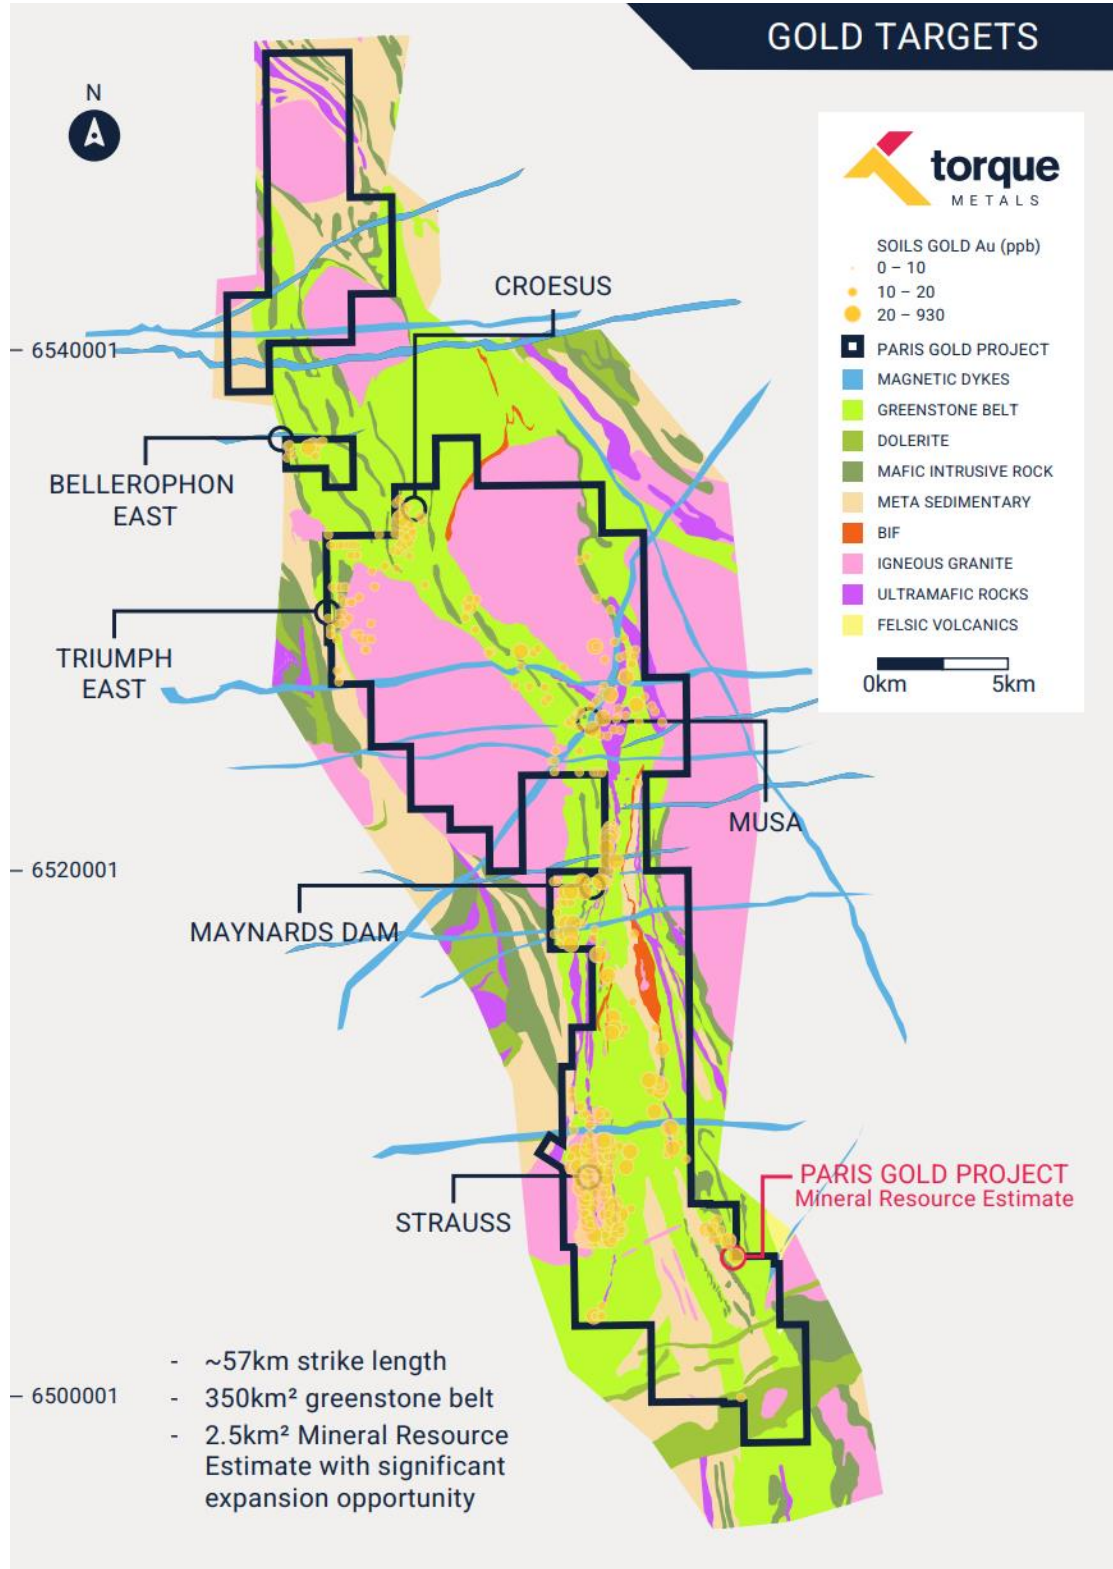 GOLD TARGETS
N
torque
METALS
SOILS GOLD Au (ppb)
0 – 10
10 – 20
20 – 930
PARIS GOLD PROJECT
MAGNETIC DYKES
GREENSTONE BELT
DOLERITE
MAFIC INTRUSIVE ROCK
META SEDIMENTARY
BIF
IGNEOUS GRANITE
ULTRAMAFIC ROCKS
FELSIC VOLCANICS
0km 5km
CROESUS
6540001
BELLEROPHON
EAST
TRIUMPH
EAST
MUSA
6520001
MAYNARDS DAM
STRAUSS
PARIS GOLD PROJECT
Mineral Resource Estimate
6500001
- ~57km strike length
- 350km² greenstone belt
- 2.5km² Mineral Resource
Estimate with significant
expansion opportunity